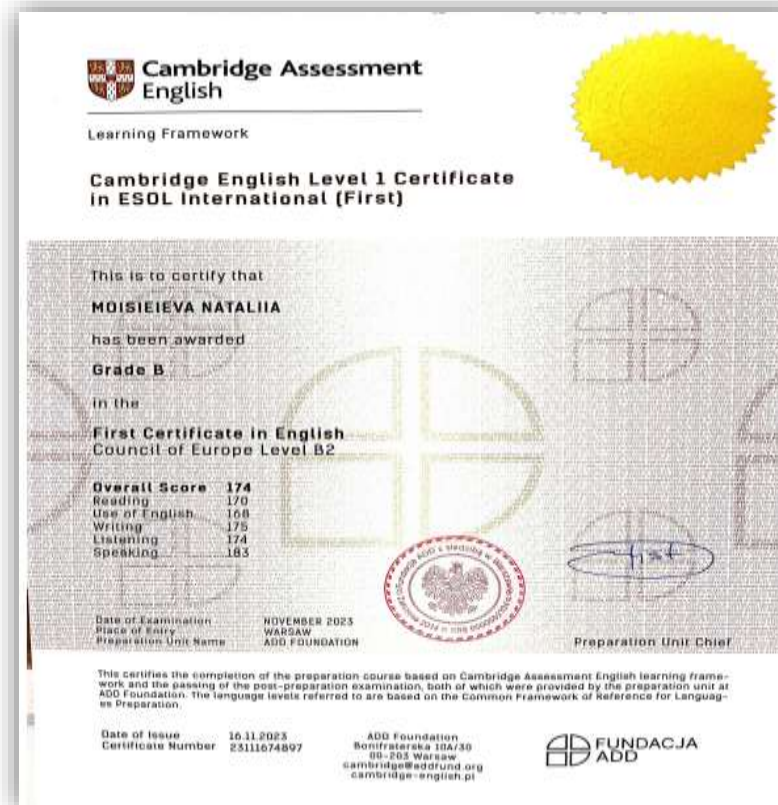 Cambridge Assessment
English
Learning Framework
Cambridge English Level 1 Certificate
in ESOL International (First)
This is to certify that
MOISIEIEVA NATALIIA
has been awarded
Grade B
in the
First Certificate in English
Council of Europe Level B2
Overall Score 174
Reading 170
Use of English 168
Writing 175
Listening 174
Speaking 183
Date of Examination NOVEMBER 2023
Place of Entry WARSAW
Preparation Unit Name ADD FOUNDATION
Preparation Unit Chief
This certifies the completion of the preparation course based on Cambridge Assessment English learning frame-
work and the passing of the post-preparation examination, both of which were provided by the preparation unit at
ADD Foundation. The language levels referred to are based on the Common Framework of Reference for Languag-
es Preparation.
Date of Issue 16.11.2023
Certificate Number 23111674897
ADD Foundation
Bonifraterska 10A/30
00-203 Warsaw
cambridge@addfund.org
cambridge-english.pl
FUNDACJA
ADD